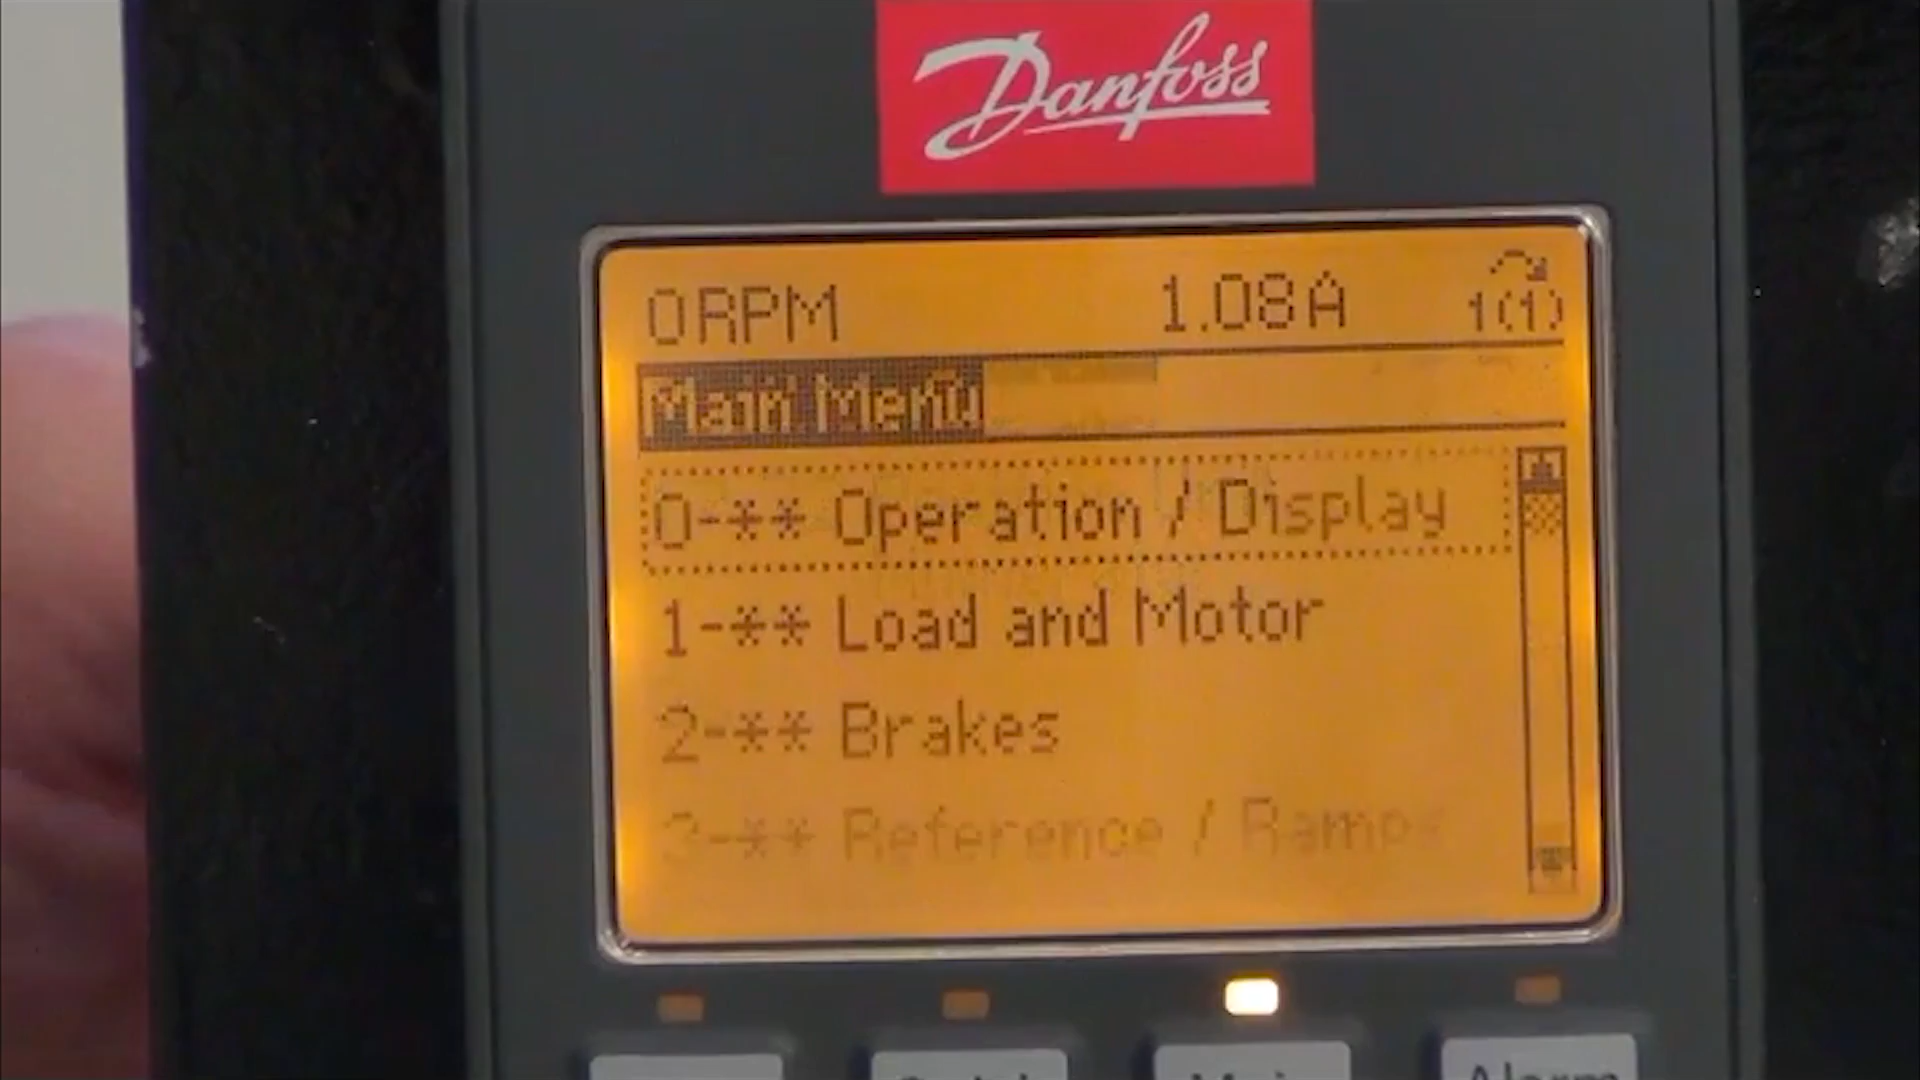 Danfoss
0RPM 1.08A 1(1)
Main Menu
0-** Operation / Display
1-** Load and Motor
2-** Brakes
3-** Reference / Ramps
Alarm